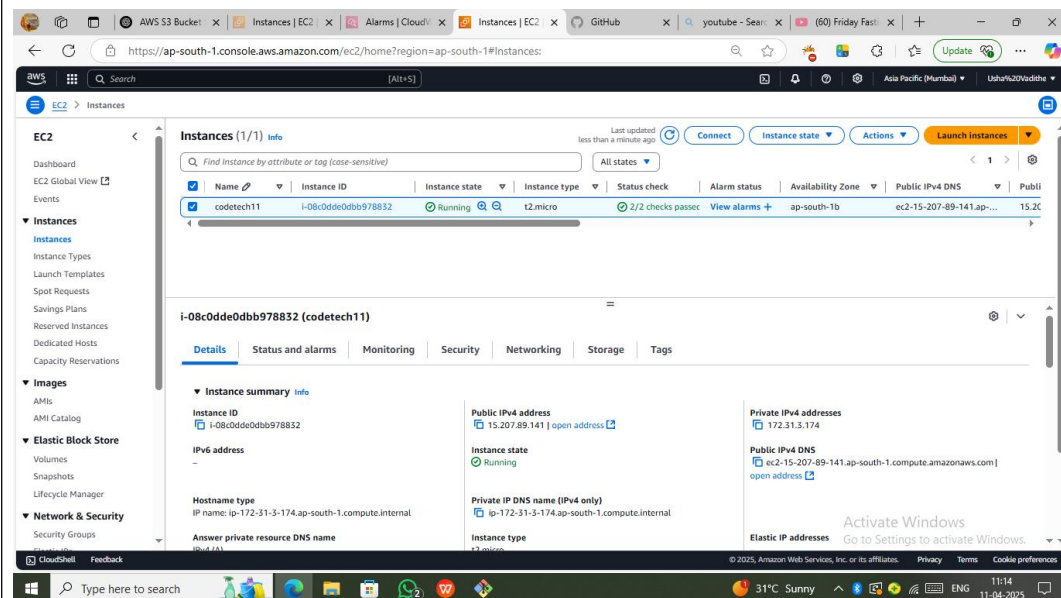 AWS S3 Bucket
Instances | EC2
Alarms | CloudW
Instances | EC2
GitHub
youtube - Searc
(60) Friday Fasti
https://ap-south-1.console.aws.amazon.com/ec2/home?region=ap-south-1#Instances:
Update
aws
Search
[Alt+S]
Asia Pacific (Mumbai)
Usha%20Vadithe
EC2 > Instances
EC2
Dashboard
EC2 Global View
Events
Instances
Instances
Instance Types
Launch Templates
Spot Requests
Savings Plans
Reserved Instances
Dedicated Hosts
Capacity Reservations
Images
AMIs
AMI Catalog
Elastic Block Store
Volumes
Snapshots
Lifecycle Manager
Network & Security
Security Groups
Instances (1/1) Info
Last updated
less than a minute ago
Connect
Instance state
Actions
Launch instances
Find Instance by attribute or tag (case-sensitive)
All states
1
Name Instance ID Instance state Instance type Status check Alarm status Availability Zone Public IPv4 DNS Publi
codetech11 i-08c0dde0dbb978832 Running t2.micro 2/2 checks passec View alarms + ap-south-1b ec2-15-207-89-141.ap-... 15.20
i-08c0dde0dbb978832 (codetech11)
Details Status and alarms Monitoring Security Networking Storage Tags
Instance summary Info
Instance ID
i-08c0dde0dbb978832
Public IPv4 address
15.207.89.141 | open address
Private IPv4 addresses
172.31.3.174
IPv6 address
–
Instance state
Running
Public IPv4 DNS
ec2-15-207-89-141.ap-south-1.compute.amazonaws.com |
open address
Hostname type
IP name: ip-172-31-3-174.ap-south-1.compute.internal
Private IP DNS name (IPv4 only)
ip-172-31-3-174.ap-south-1.compute.internal
Answer private resource DNS name
IPv4 (A)
Instance type
t2.micro
Elastic IP addresses
Activate Windows
Go to Settings to activate Windows.
CloudShell Feedback
© 2025, Amazon Web Services, Inc. or its affiliates. Privacy Terms Cookie preferences
Type here to search
2
31°C Sunny
ENG
11:14
11-04-2025